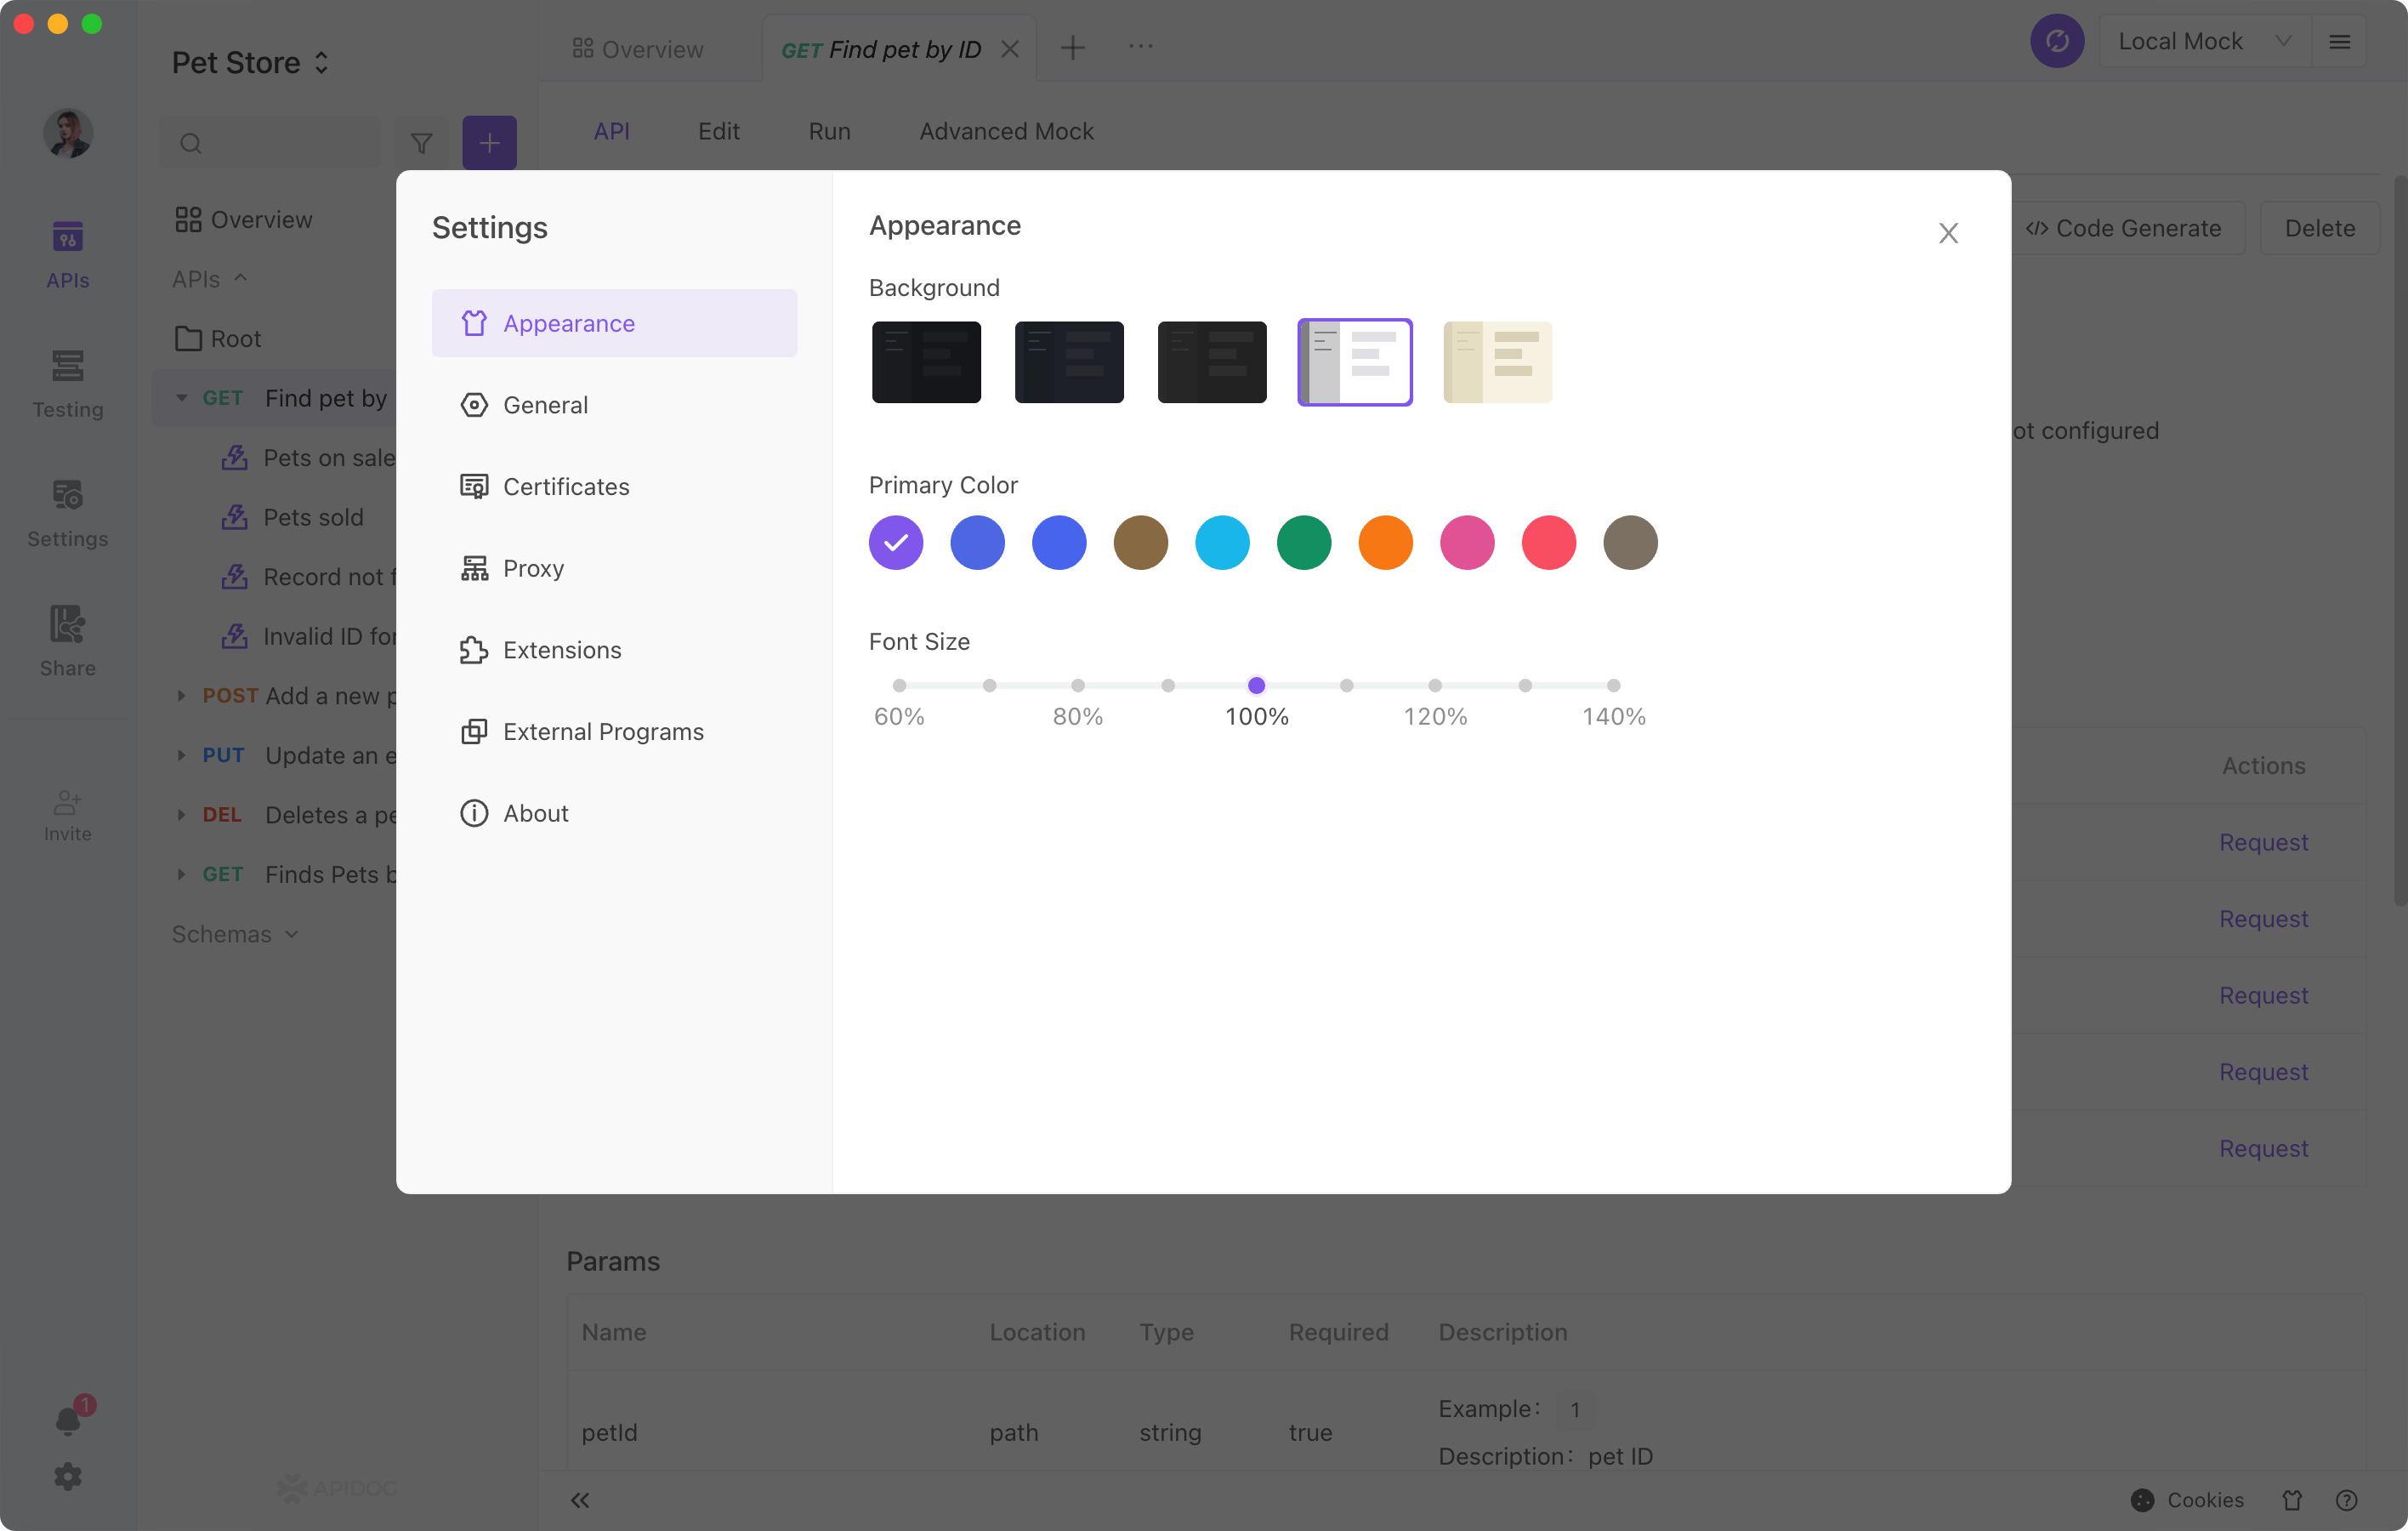 Pet Store
Overview
GET Find pet by ID
Local Mock
API
Edit
Run
Advanced Mock
APIs
Testing
Settings
Share
Invite
1
Overview
APIs
Root
GET Find pet by
Pets on sale
Pets sold
Record not f
Invalid ID for
POST Add a new p
PUT Update an e
DEL Deletes a pe
GET Finds Pets b
Schemas
APIDOG
Settings
Appearance
General
Certificates
Proxy
Extensions
External Programs
About
Appearance
X
Background
Primary Color
Font Size
60%
80%
100%
120%
140%
</> Code Generate
Delete
ot configured
Actions
Request
Request
Request
Request
Request
Params
Name Location Type Required Description
petId path string true
Example: 1
Description: pet ID
Cookies